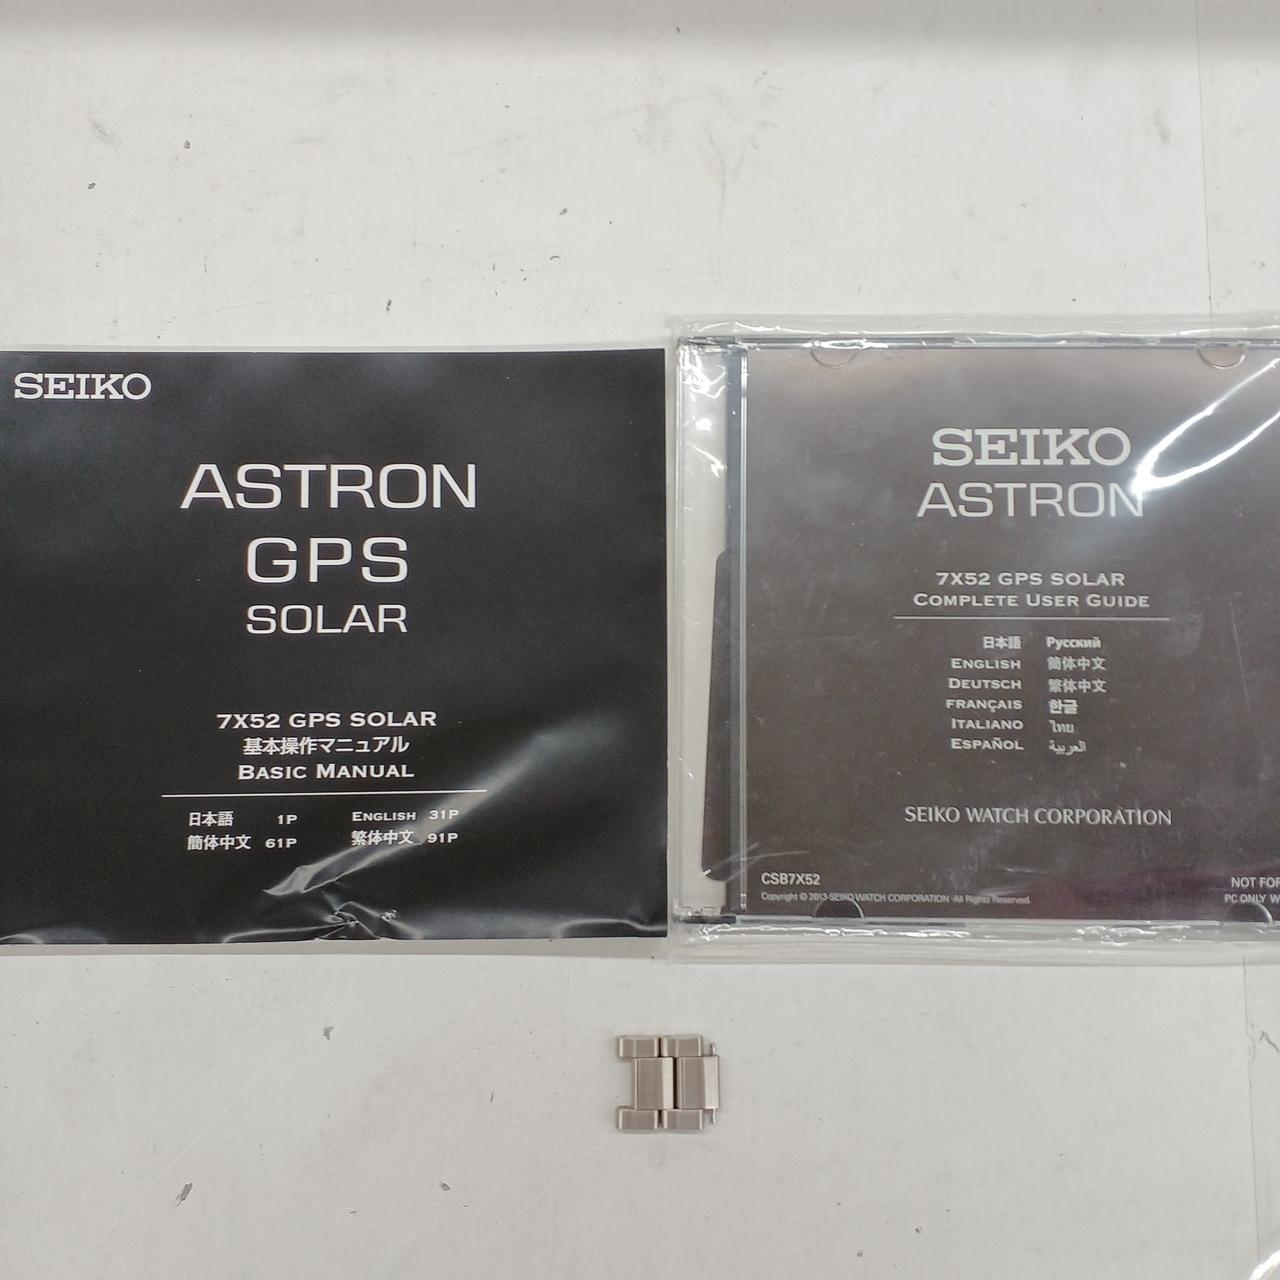 SEIKO
ASTRON
GPS
SOLAR
7X52 GPS SOLAR
基本操作マニュアル
BASIC MANUAL
日本語 1P ENGLISH 31P
簡体中文 61P 繁体中文 91P
SEIKO
ASTRON
7X52 GPS SOLAR
COMPLETE USER GUIDE
日本語 Русский
ENGLISH 簡体中文
DEUTSCH 繁体中文
FRANÇAIS 한글
ITALIANO ไทย
ESPAÑOL العربية
SEIKO WATCH CORPORATION
CSB7X52
Copyright © 2013 SEIKO WATCH CORPORATION All Rights Reserved.
NOT FOR
PC ONLY